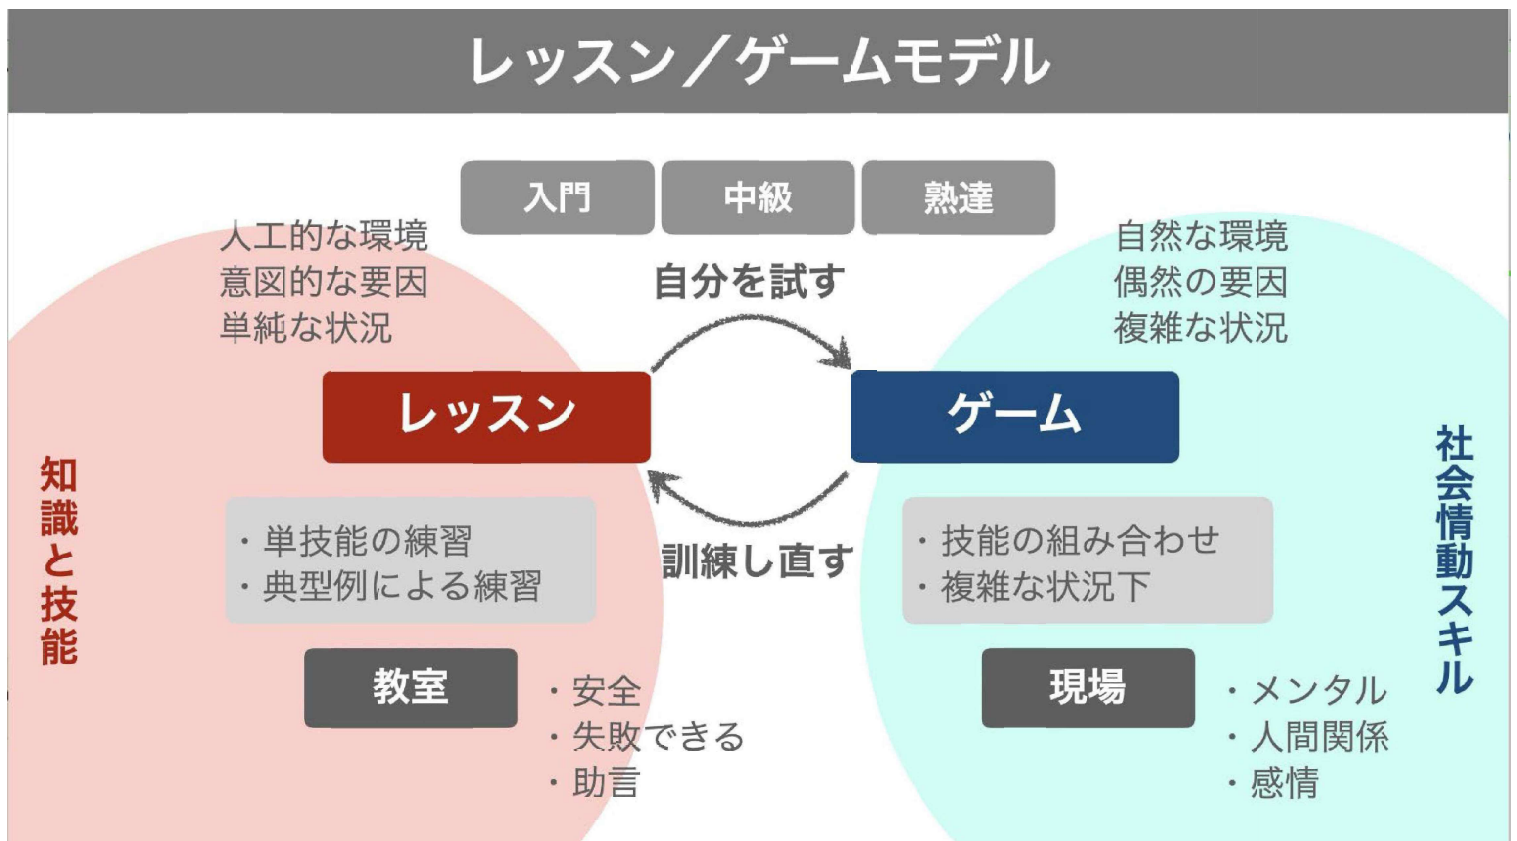 レッスン／ゲームモデル
入門
中級
熟達
人工的な環境
意図的な要因
単純な状況
自分を試す
自然な環境
偶然の要因
複雑な状況
レッスン
ゲーム
知識と技能
・単技能の練習
・典型例による練習
訓練し直す
・技能の組み合わせ
・複雑な状況下
社会情動スキル
教室
・安全
・失敗できる
・助言
現場
・メンタル
・人間関係
・感情